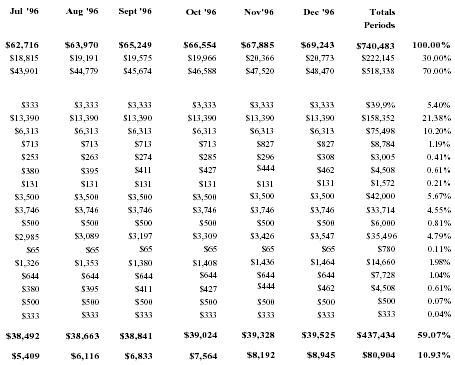 Jul '96 Aug '96 Sept '96 Oct '96 Nov'96 Dec '96 Totals
Periods
$62,716 $63,970 $65,249 $66,554 $67,885 $69,243 $740,483 100.00%
$18,815 $19,191 $19,575 $19,966 $20,366 $20,773 $222,145 30.00%
$43,901 $44,779 $45,674 $46,588 $47,520 $48,470 $518,338 70.00%
$333 $3,333 $3,333 $3,333 $3,333 $3,333 $39,9% 5.40%
$13,390 $13,390 $13,390 $13,390 $13,390 $13,390 $158,352 21.38%
$6,313 $6,313 $6,313 $6,313 $6,313 $6,313 $75,498 10.20%
$713 $713 $713 $713 $827 $827 $8,784 1.19%
$253 $263 $274 $285 $296 $308 $3,005 0.41%
$380 $395 $411 $427 $444 $462 $4,508 0.61%
$131 $131 $131 $131 $131 $131 $1,572 0.21%
$3,500 $3,500 $3,500 $3,500 $3,500 $3,500 $42,000 5.67%
$3,746 $3,746 $3,746 $3,746 $3,746 $3,746 $33,714 4.55%
$500 $500 $500 $500 $500 $500 $6,000 0.81%
$2,985 $3,089 $3,197 $3,309 $3,426 $3,547 $35,496 4.79%
$65 $65 $65 $65 $65 $65 $780 0.11%
$1,326 $1,353 $1,380 $1,408 $1,436 $1,464 $14,660 1.98%
$644 $644 $644 $644 $644 $644 $7,728 1.04%
$380 $395 $411 $427 $444 $462 $4,508 0.61%
$500 $500 $500 $500 $500 $500 $500 0.07%
$333 $333 $333 $333 $333 $333 $333 0.04%
$38,492 $38,663 $38,841 $39,024 $39,328 $39,525 $437,434 59.07%
$5,409 $6,116 $6,833 $7,564 $8,192 $8,945 $80,904 10.93%